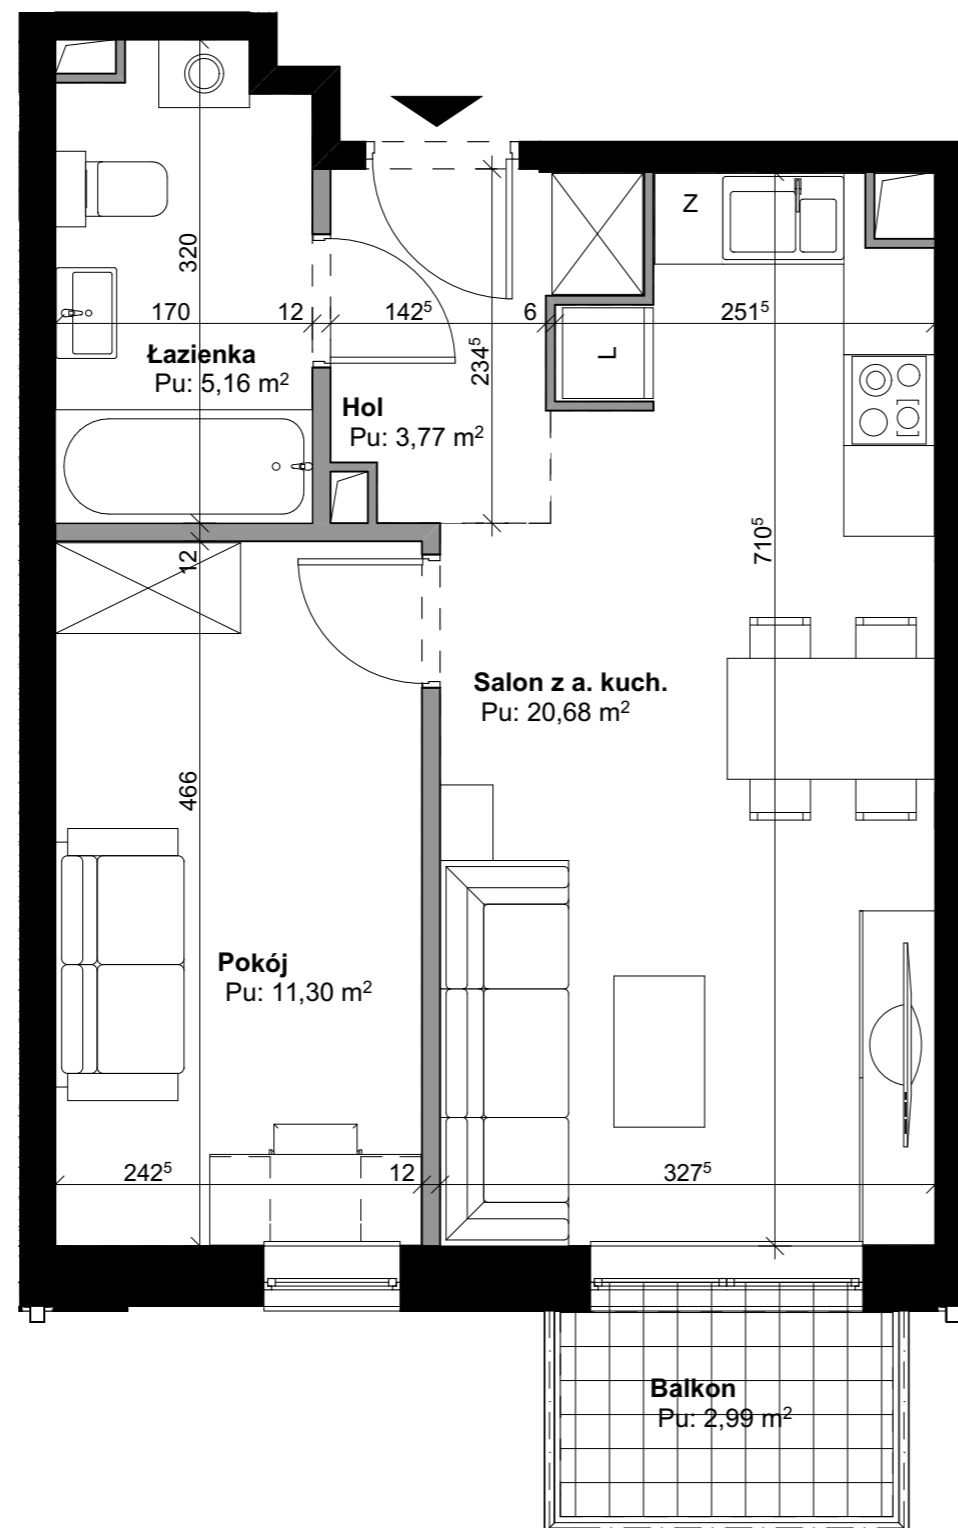 Z
320
170
12
142⁵
6
251⁵
Łazienka
Pu: 5,16 m²
234⁵
L
Hol
Pu: 3,77 m²
12
710⁵
Salon z a. kuch.
Pu: 20,68 m²
466
Pokój
Pu: 11,30 m²
242⁵
12
327⁵
Balkon
Pu: 2,99 m²